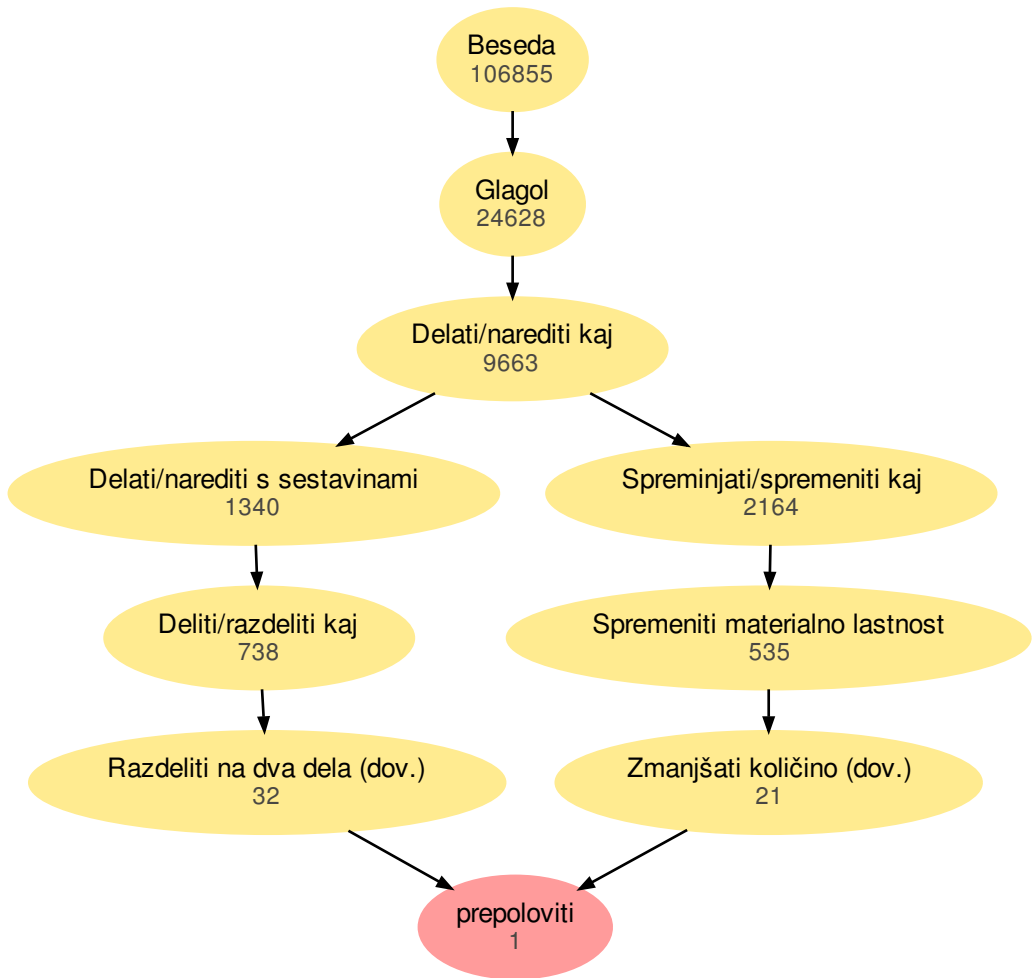 Beseda
106855
Glagol
24628
Delati/narediti kaj
9663
Delati/narediti s sestavinami
1340
Spreminjati/spremeniti kaj
2164
Deliti/razdeliti kaj
738
Spremeniti materialno lastnost
535
Razdeliti na dva dela (dov.)
32
Zmanjšati količino (dov.)
21
prepoloviti
1